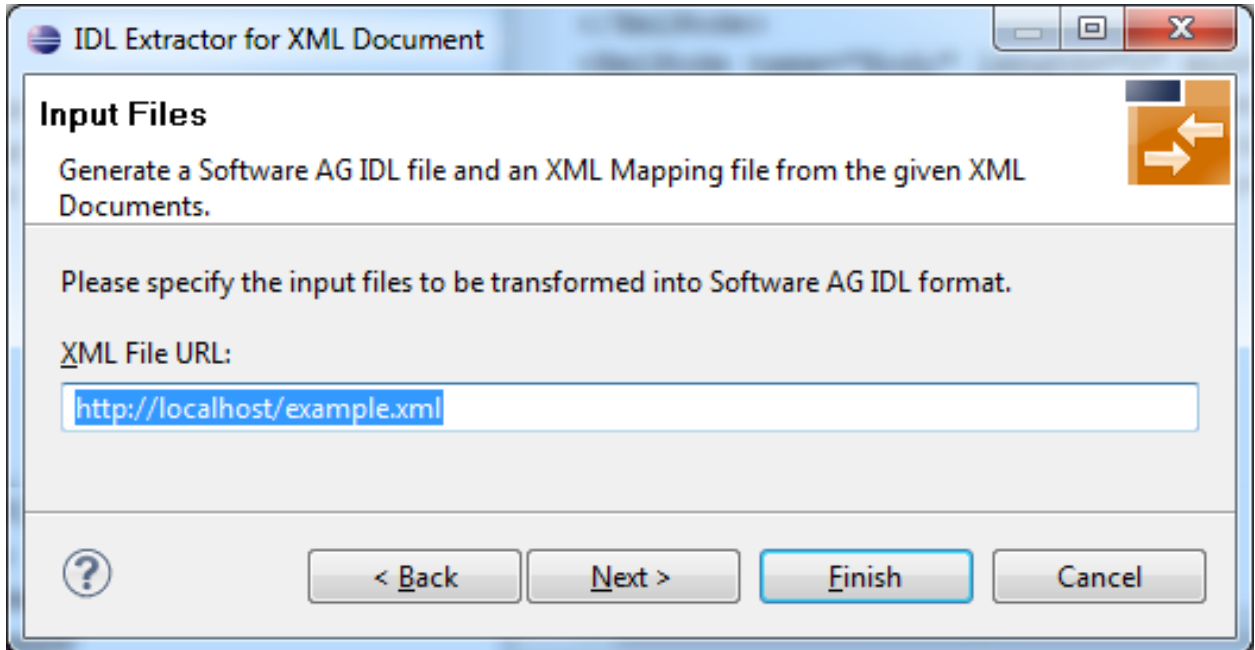 IDL Extractor for XML Document
Input Files
Generate a Software AG IDL file and an XML Mapping file from the given XML
Documents.
Please specify the input files to be transformed into Software AG IDL format.
XML File URL:
http://localhost/example.xml
?
< Back
Next >
Finish
Cancel